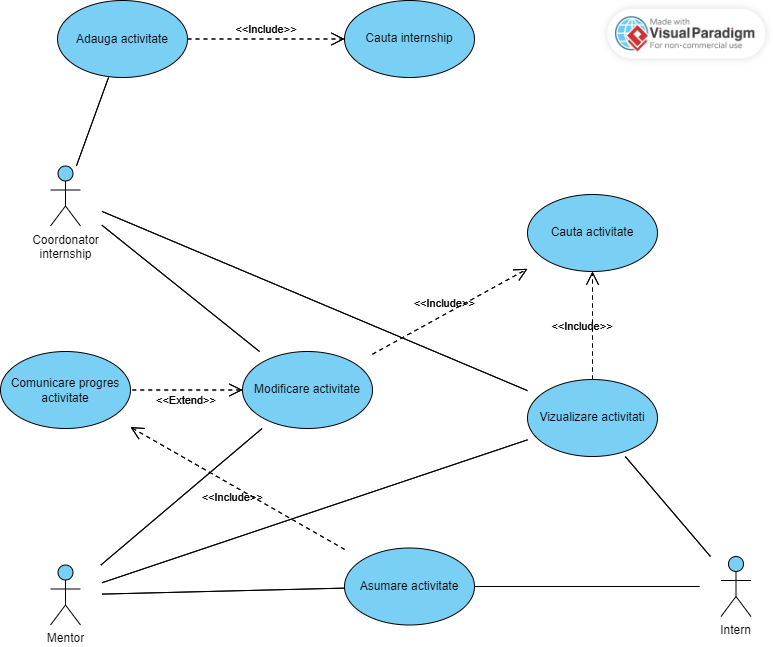 Adauga activitate
<<Include>>
Cauta internship
Made with
Visual Paradigm
For non-commercial use
Coordonator
internship
Cauta activitate
<<Include>>
<<Include>>
Comunicare progres
activitate
<<Extend>>
Modificare activitate
Vizualizare activitati
<<Include>>
Asumare activitate
Mentor
Intern